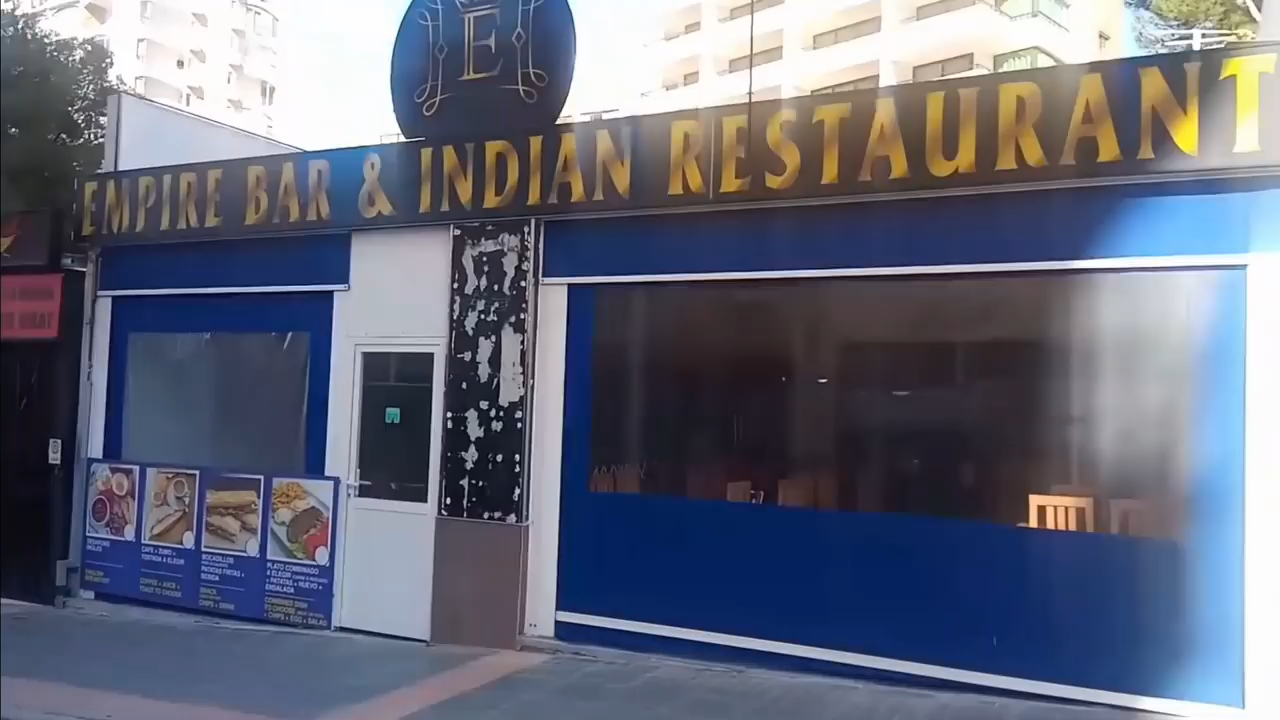 E
EMPIRE BAR & INDIAN RESTAURANT
DESAYUNO
INGLES
ENGLISH
BREAKFAST
CAFE + ZUMO +
TOSTADA A ELEGIR
COFFEE + JUICE +
TOAST TO CHOOSE
BOCADILLOS
PATATAS FRITAS +
BEBIDA
SNACK
CHIPS + DRINK
PLATO COMBINADO
A ELEGIR
+ PATATAS + HUEVO +
ENSALADA
COMBINED DISH
TO CHOOSE
+ CHIPS + EGG + SALAD